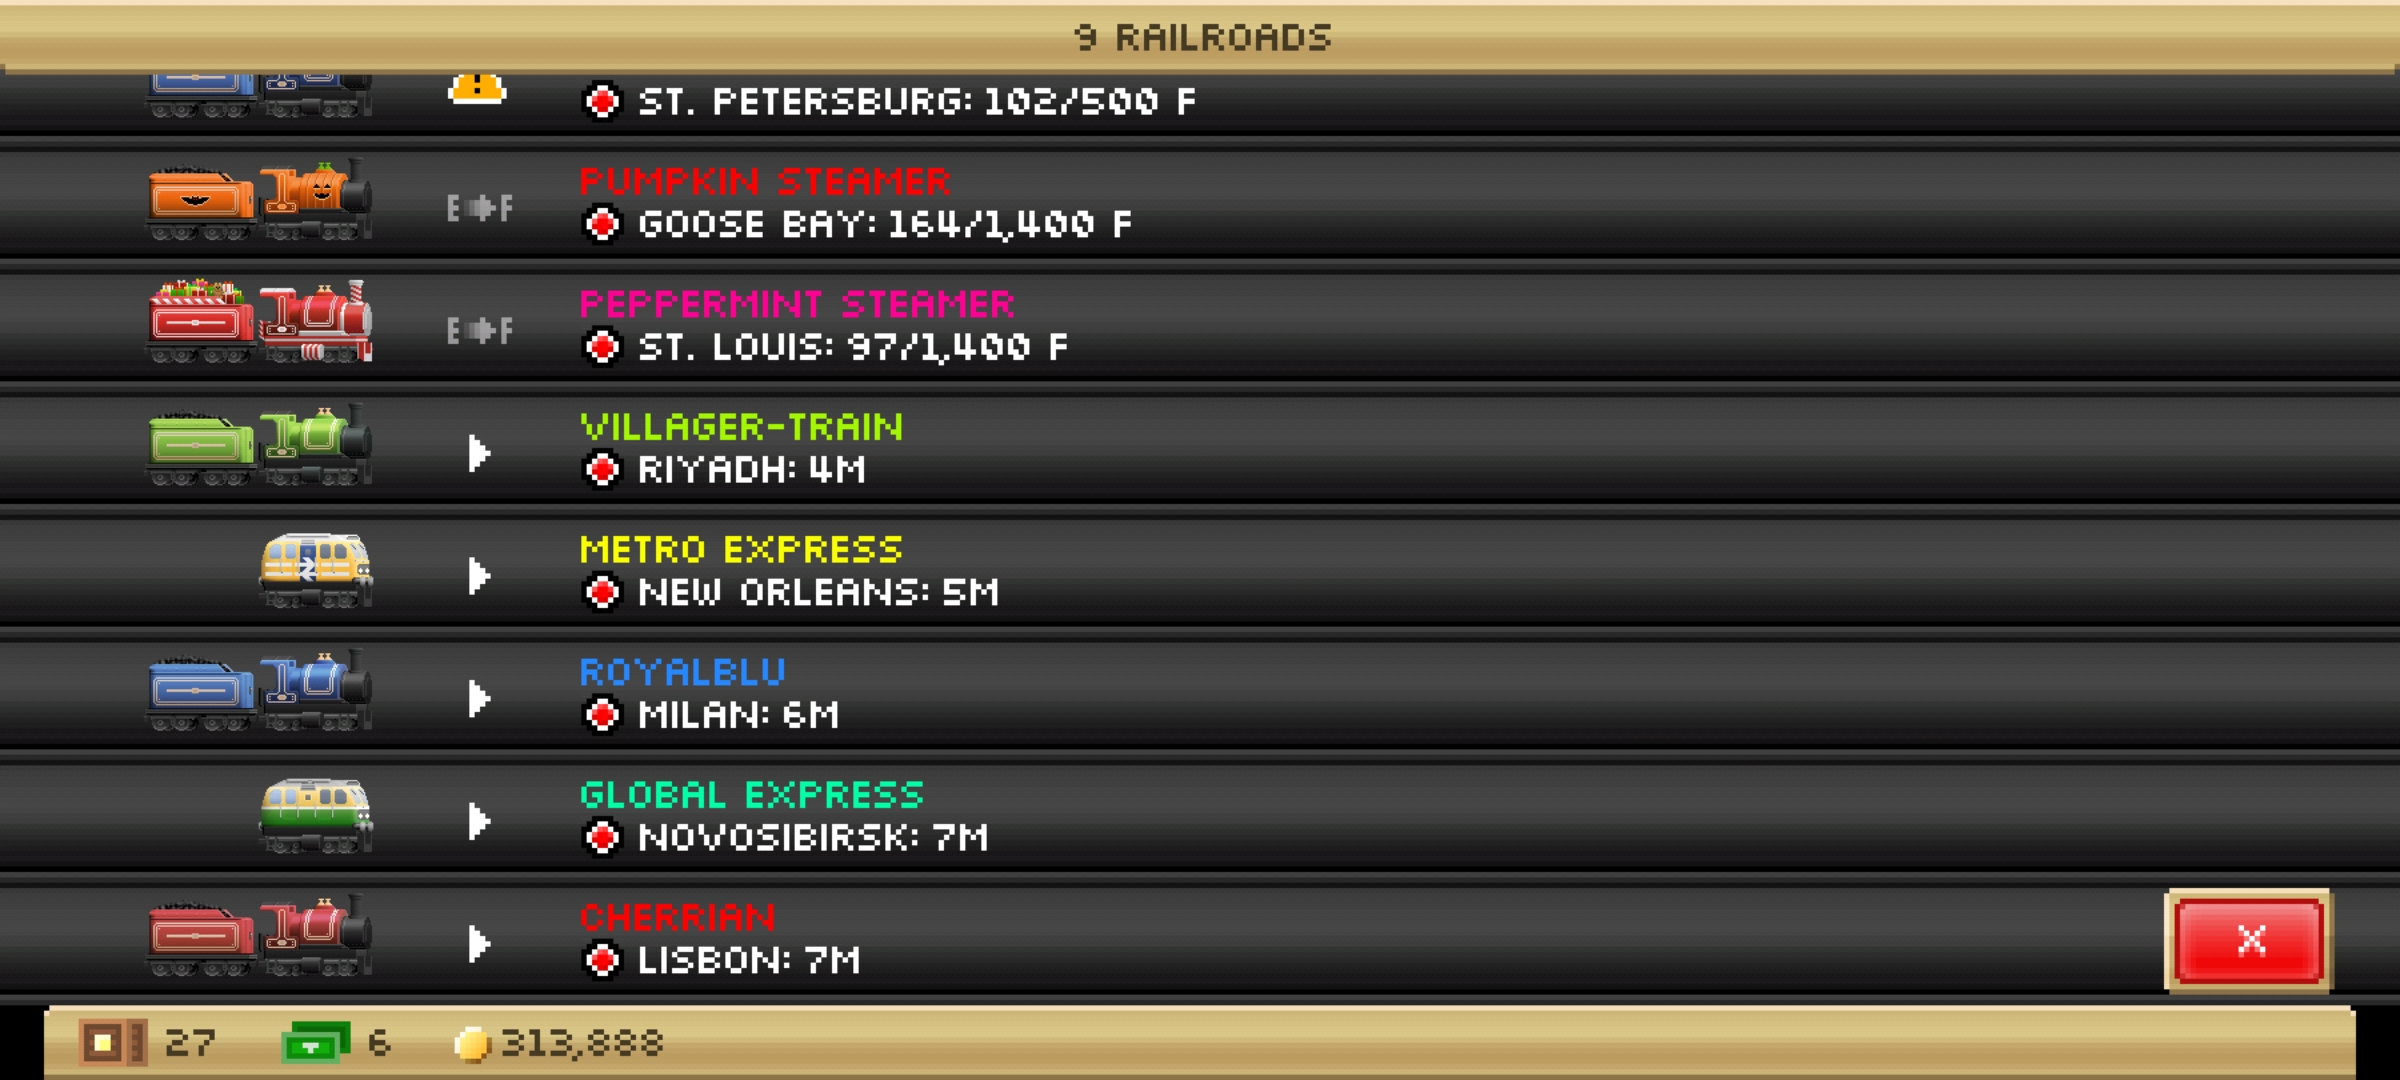 9 RAILROADS
ST. PETERSBURG: 102/500 F
PUMPKIN STEAMER
E F
GOOSE BAY: 164/1,400 F
PEPPERMINT STEAMER
E F
ST. LOUIS: 97/1,400 F
VILLAGER-TRAIN
RIYADH: 4M
METRO EXPRESS
NEW ORLEANS: 5M
ROYALBLU
MILAN: 6M
GLOBAL EXPRESS
NOVOSIBIRSK: 7M
CHERRIAN
LISBON: 7M
X
27 6 313,888